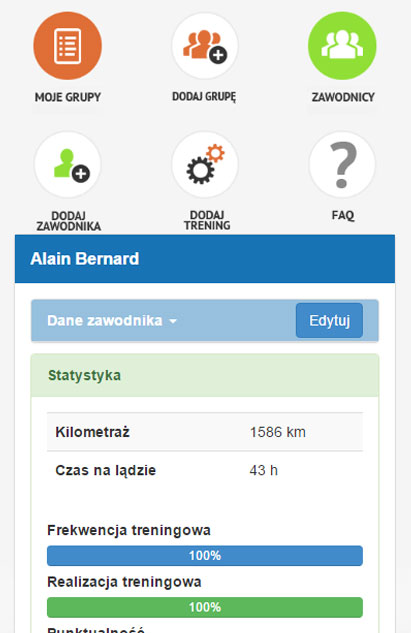 MOJE GRUPY
DODAJ GRUPĘ
ZAWODNICY
DODAJ
ZAWODNIKA
DODAJ
TRENING
?
FAQ
Alain Bernard
Dane zawodnika
Edytuj
Statystyka
Kilometraż 1586 km
Czas na lądzie 43 h
Frekwencja treningowa
100%
Realizacja treningowa
100%
Punktualność